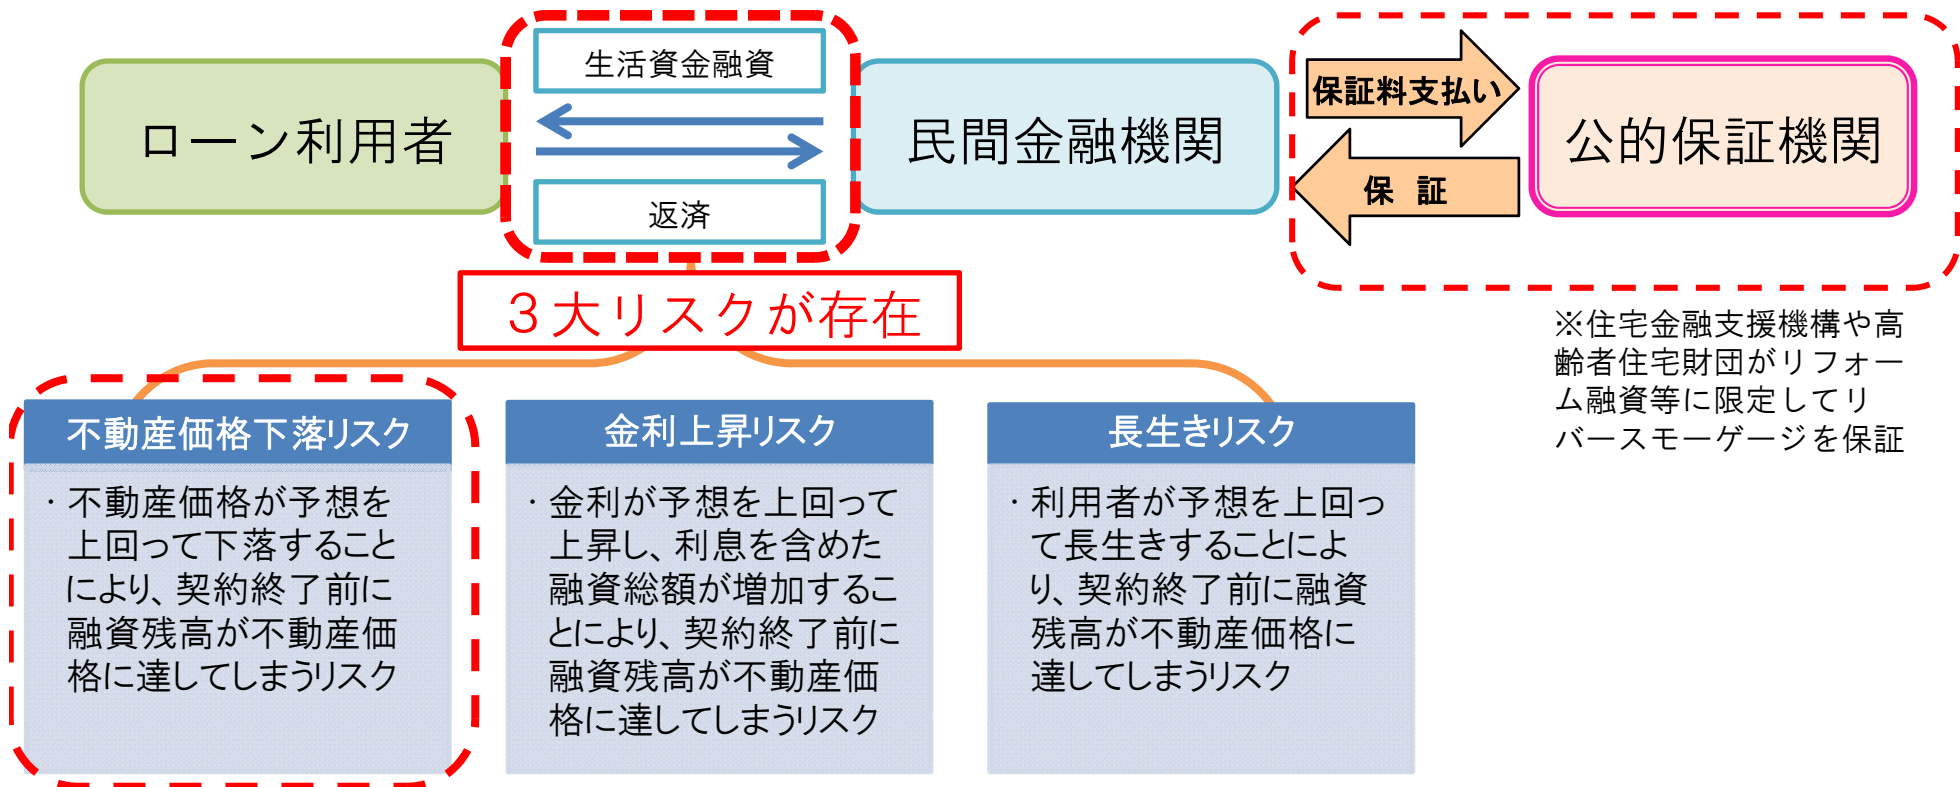 生活資金融資
ローン利用者
返済
民間金融機関
保証料支払い
保 証
公的保証機関
3大リスクが存在
※住宅金融支援機構や高
齢者住宅財団がリフォー
ム融資等に限定してリ
バースモーゲージを保証
不動産価格下落リスク
・不動産価格が予想を
上回って下落すること
により、契約終了前に
融資残高が不動産価
格に達してしまうリスク
金利上昇リスク
・金利が予想を上回って
上昇し、利息を含めた
融資総額が増加するこ
とにより、契約終了前に
融資残高が不動産価
格に達してしまうリスク
長生きリスク
・利用者が予想を上回っ
て長生きすることによ
り、契約終了前に融資
残高が不動産価格に
達してしまうリスク